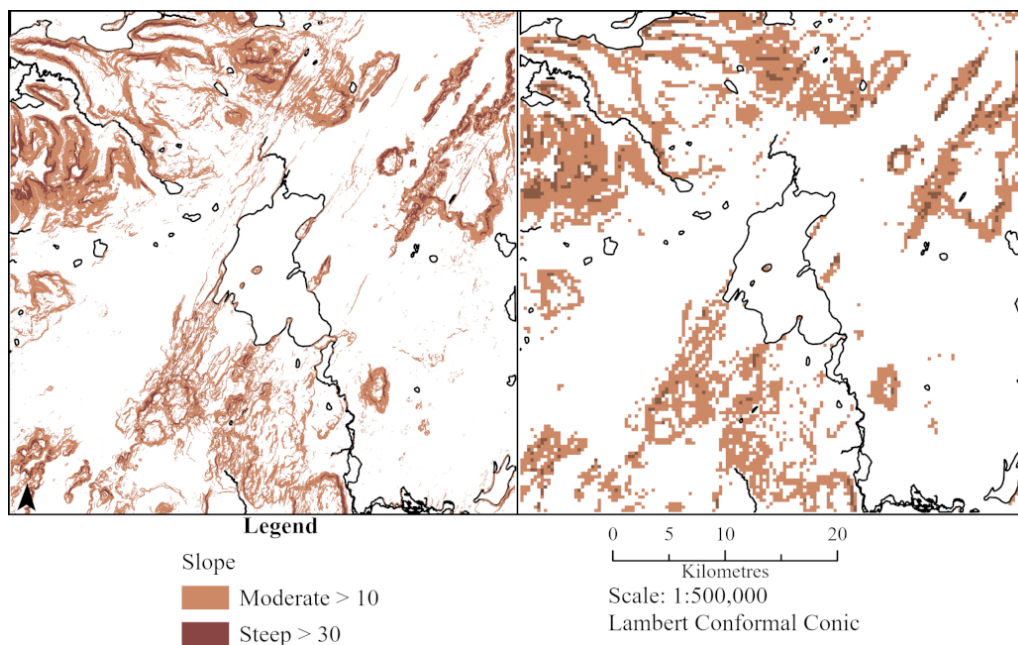 Legend
Slope
Moderate > 10
Steep > 30
0 5 10 20
Kilometres
Scale: 1:500,000
Lambert Conformal Conic